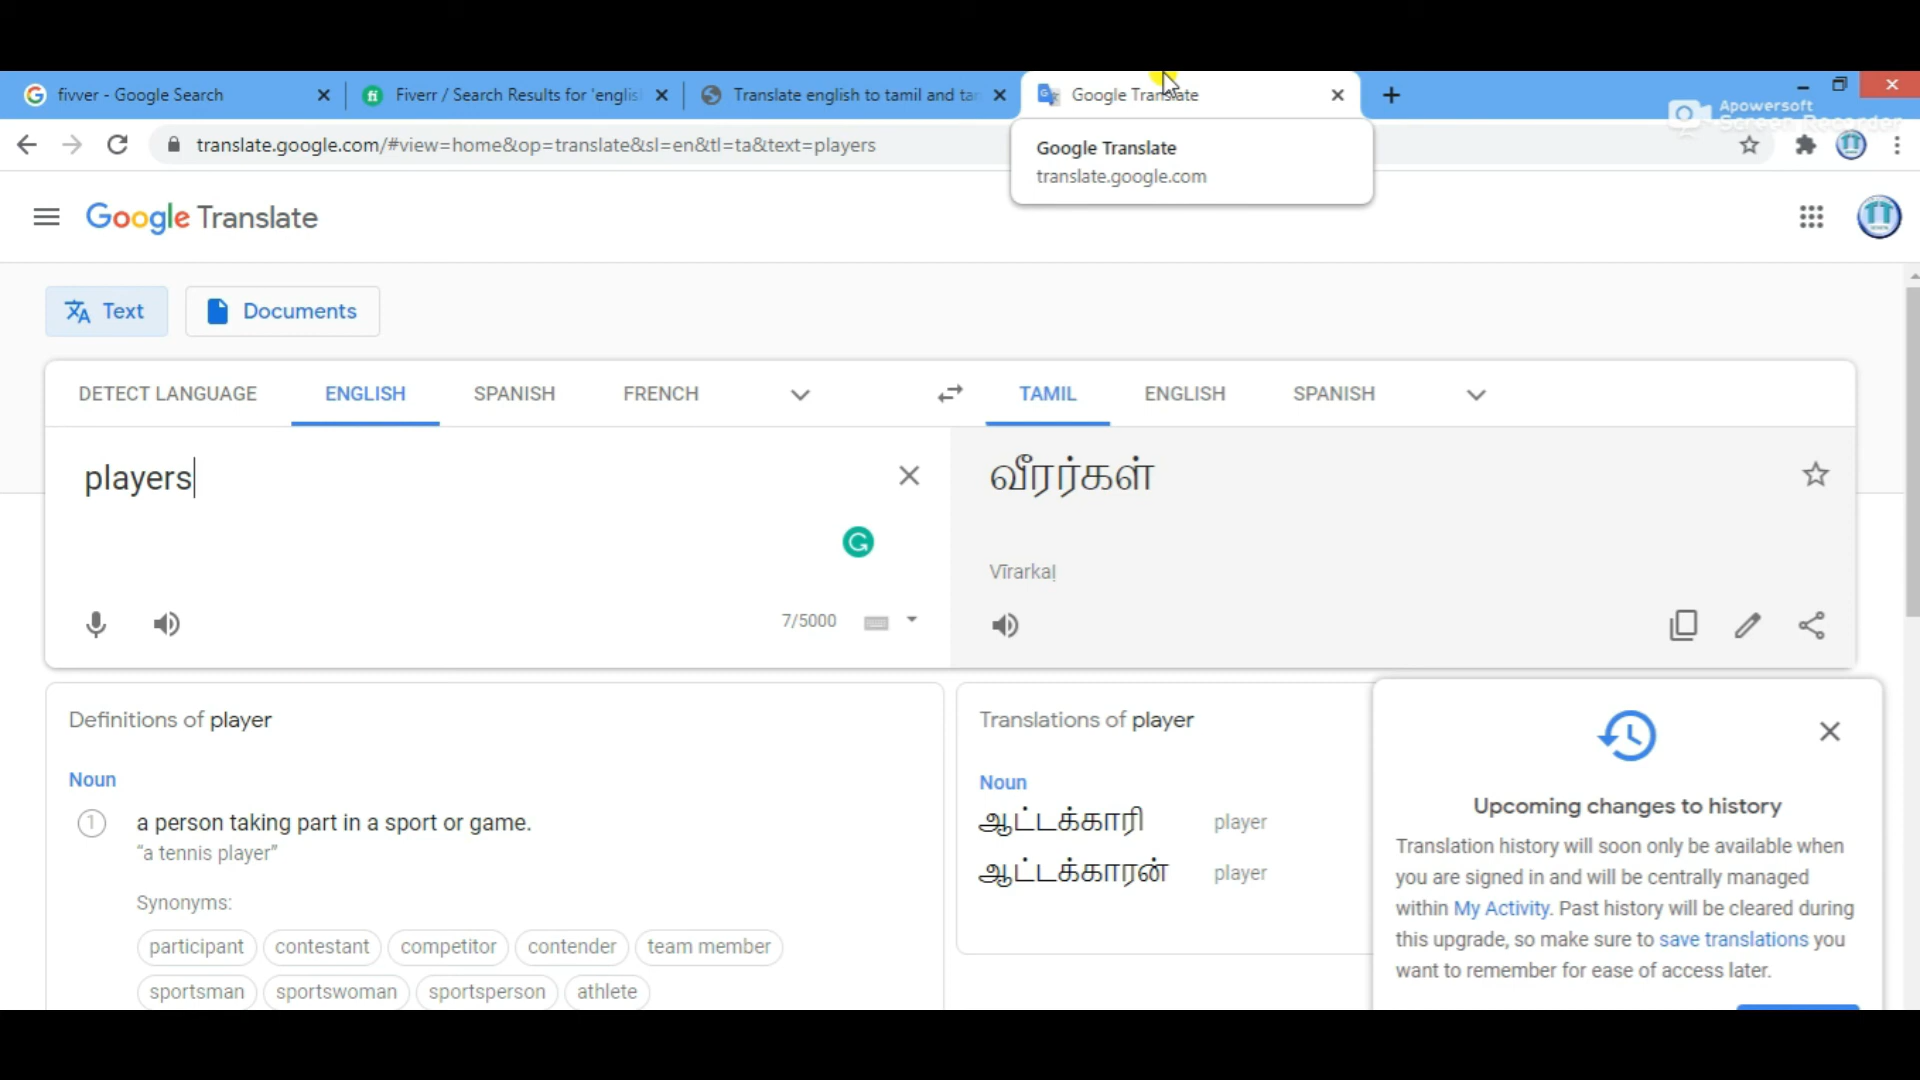 fivver - Google Search
Fiverr / Search Results for 'englis
Translate english to tamil and tan
Google Translate
Apowersoft
Screen Recorder
translate.google.com/#view=home&op=translate&sl=en&tl=ta&text=players
Google Translate
translate.google.com
Google Translate
Text
Documents
DETECT LANGUAGE
ENGLISH
SPANISH
FRENCH
TAMIL
ENGLISH
SPANISH
players
வீரர்கள்
Vīrarkaḷ
7/5000
Definitions of player
Noun
1
a person taking part in a sport or game.
“a tennis player”
Synonyms:
participant
contestant
competitor
contender
team member
sportsman
sportswoman
sportsperson
athlete
Translations of player
Noun
ஆட்டக்காரி player
ஆட்டக்காரன் player
Upcoming changes to history
Translation history will soon only be available when
you are signed in and will be centrally managed
within My Activity. Past history will be cleared during
this upgrade, so make sure to save translations you
want to remember for ease of access later.